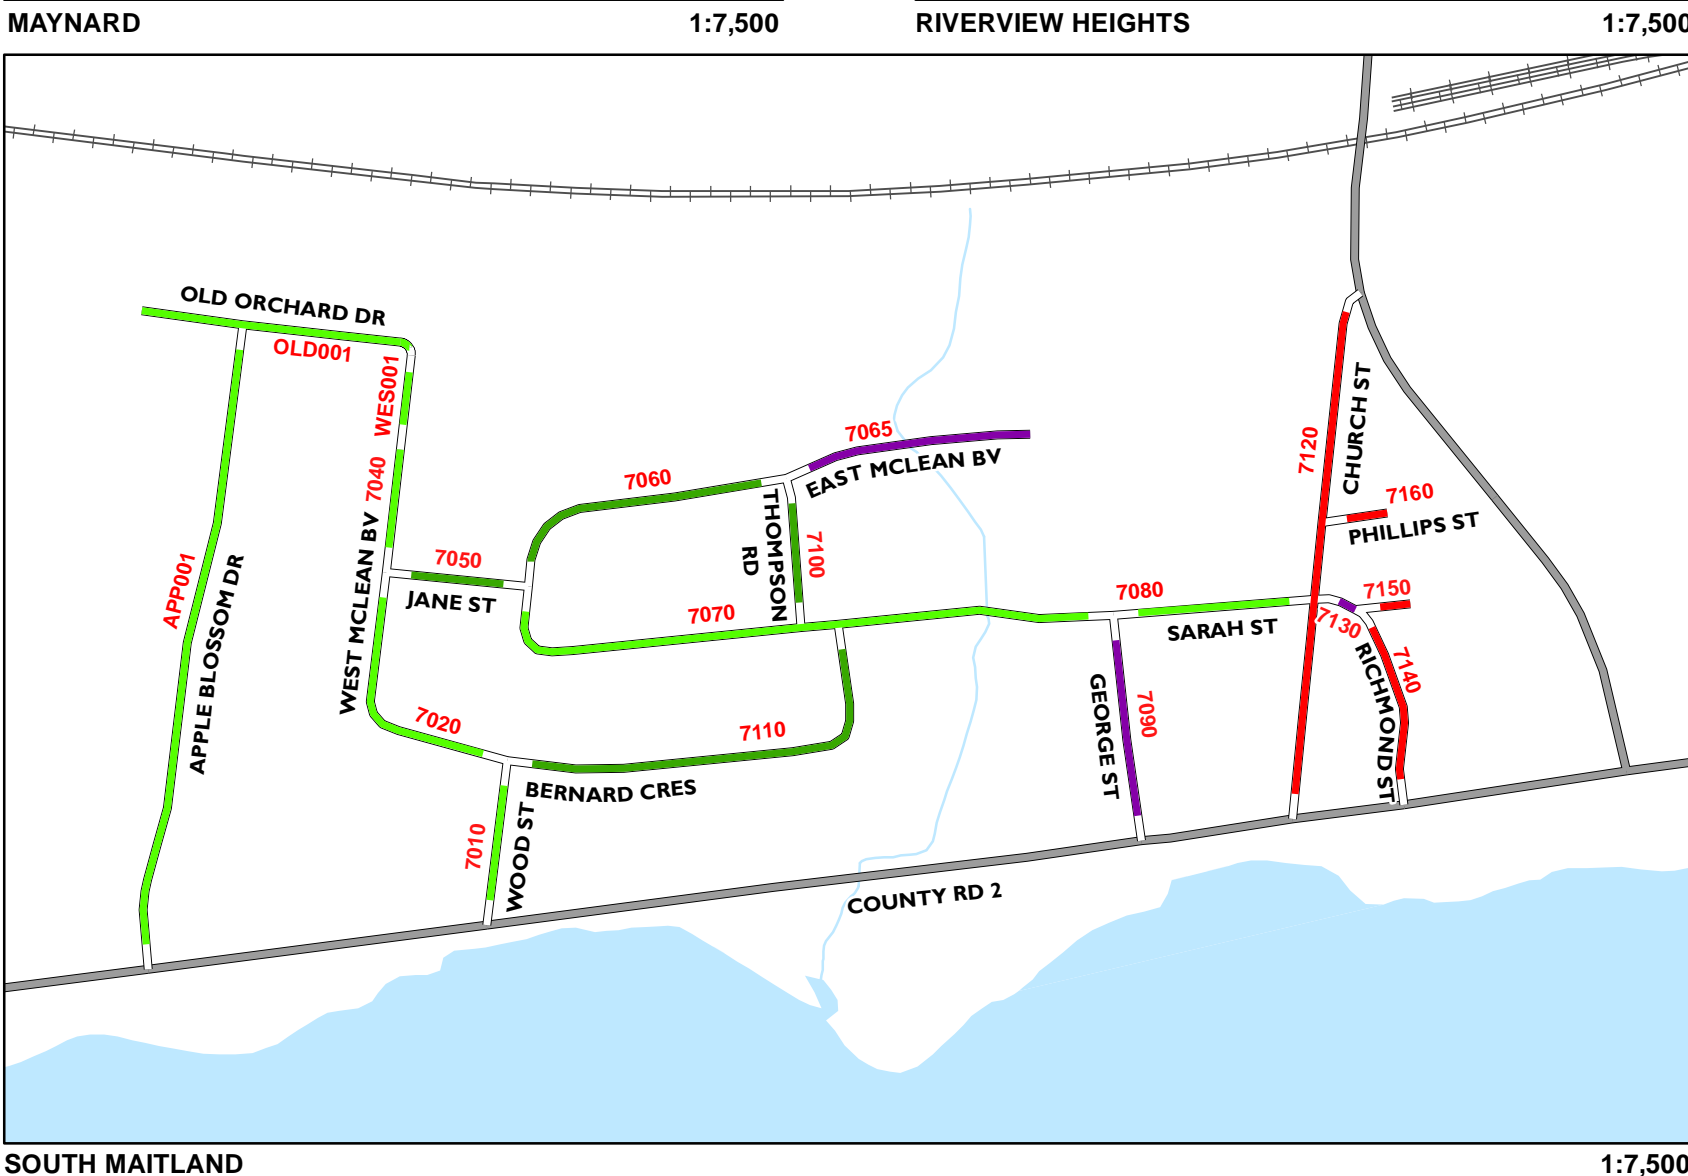 MAYNARD 1:7,500
RIVERVIEW HEIGHTS 1:7,500
OLD ORCHARD DR
OLD001
WES001
7040
WEST MCLEAN BV
APP001
APPLE BLOSSOM DR
7050
JANE ST
7060
7065
EAST MCLEAN BV
THOMPSON
RD
7100
7070
7020
7110
BERNARD CRES
7010
WOOD ST
7080
SARAH ST
GEORGE ST
7090
7120
CHURCH ST
7160
PHILLIPS ST
7150
7130
7140
RICHMOND ST
COUNTY RD 2
SOUTH MAITLAND 1:7,500